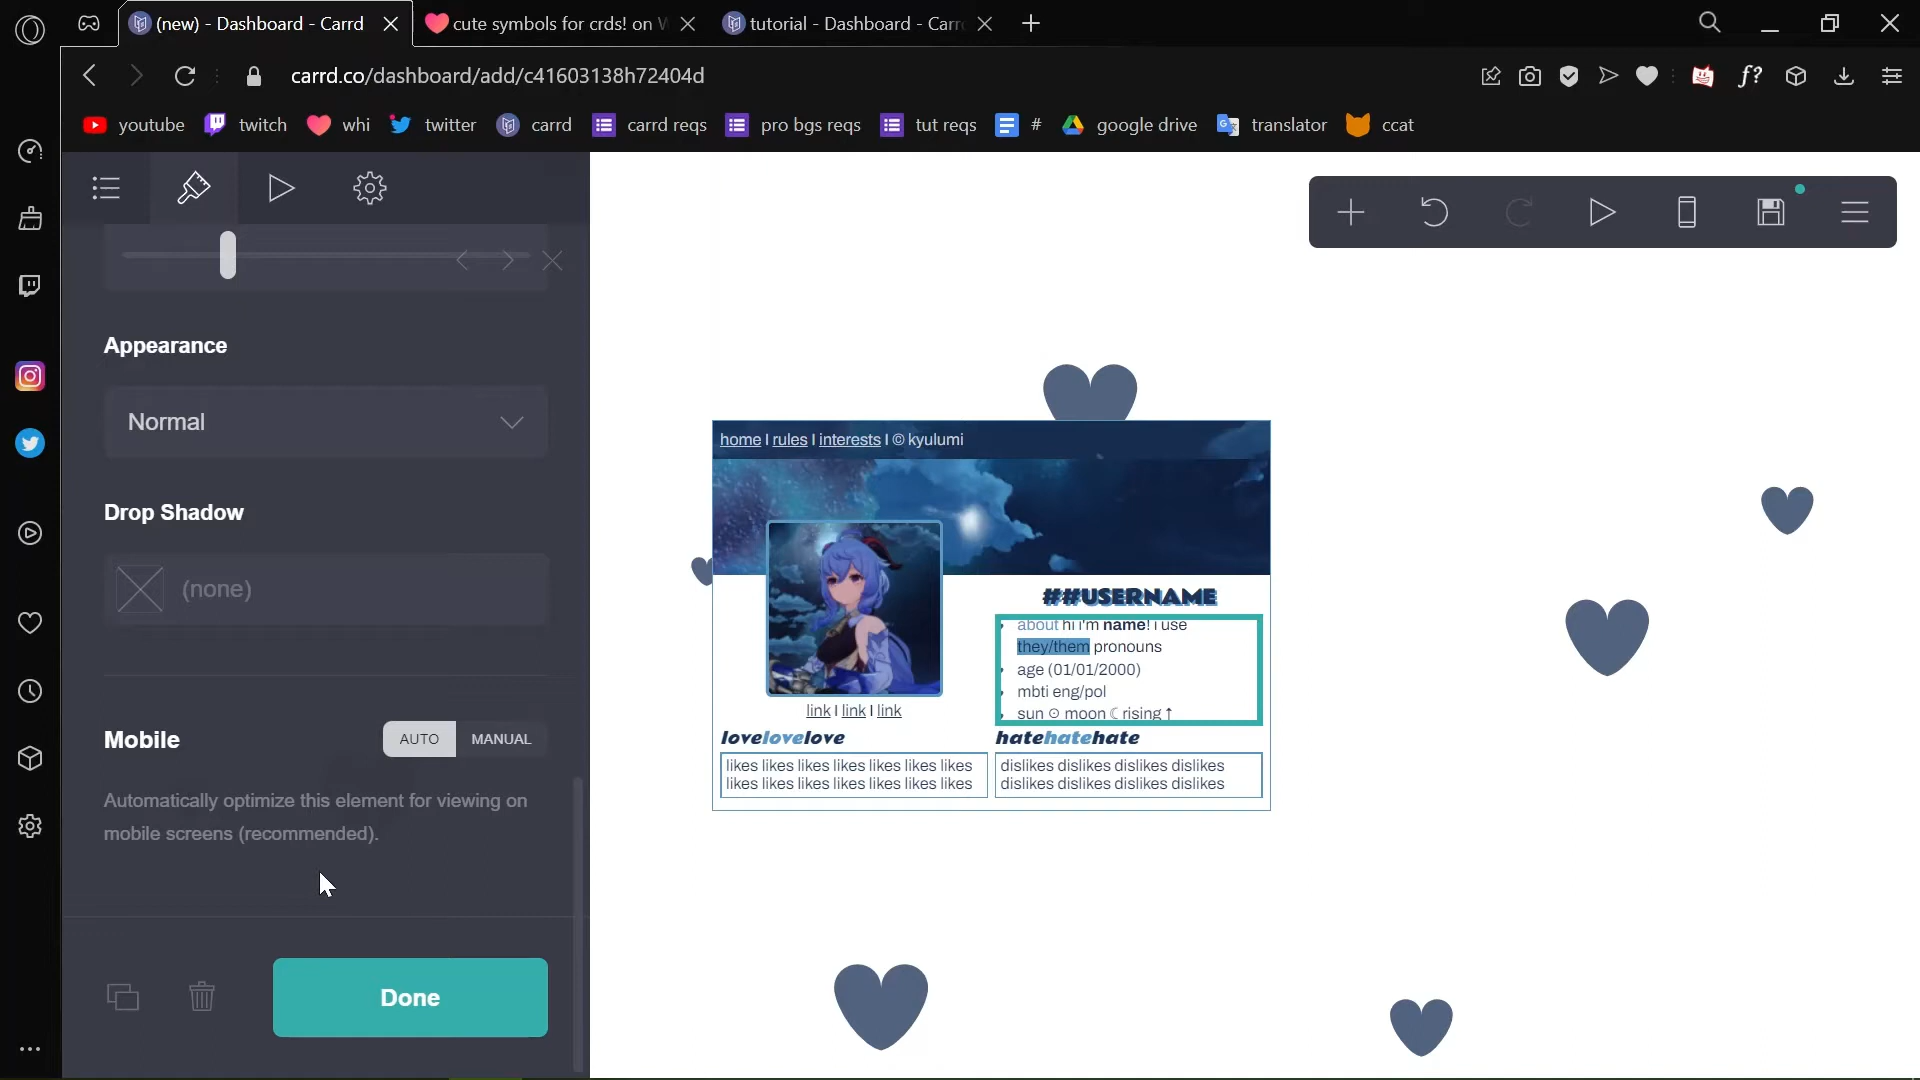 (new) - Dashboard - Carrd
cute symbols for crds! on W
tutorial - Dashboard - Carr
carrd.co/dashboard/add/c41603138h72404d
f?
youtube
twitch
whi
twitter
carrd
carrd reqs
pro bgs reqs
tut reqs
#
google drive
translator
ccat
Appearance
Normal
Drop Shadow
(none)
Mobile
AUTO
MANUAL
Automatically optimize this element for viewing on
mobile screens (recommended).
Done
home I rules I interests I © kyulumi
##USERNAME
about hi i'm name! i use
they/them pronouns
age (01/01/2000)
mbti eng/pol
sun ☉ moon ☾ rising ↑
link I link I link
lovelovelove
hatehatehate
likes likes likes likes likes likes likes
likes likes likes likes likes likes likes
dislikes dislikes dislikes dislikes
dislikes dislikes dislikes dislikes